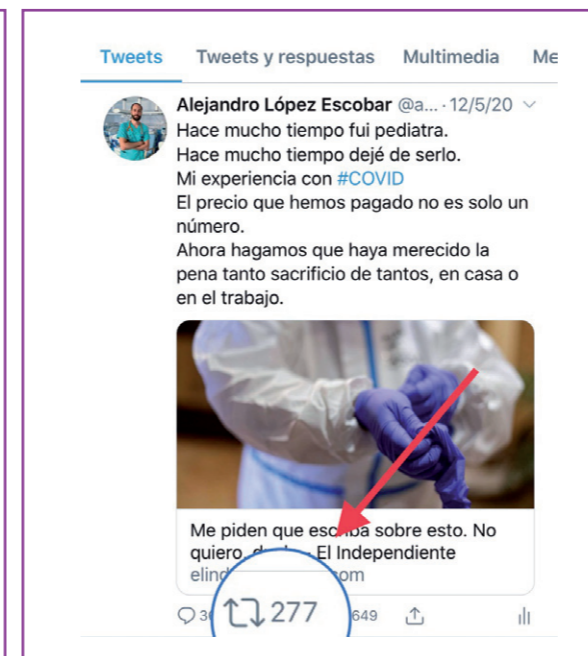 Tweets Tweets y respuestas Multimedia Me
Alejandro López Escobar @a... · 12/5/20
Hace mucho tiempo fui pediatra.
Hace mucho tiempo dejé de serlo.
Mi experiencia con #COVID
El precio que hemos pagado no es solo un
número.
Ahora hagamos que haya merecido la
pena tanto sacrificio de tantos, en casa o
en el trabajo.
Me piden que escriba sobre esto. No
quiero El Independiente
277 649